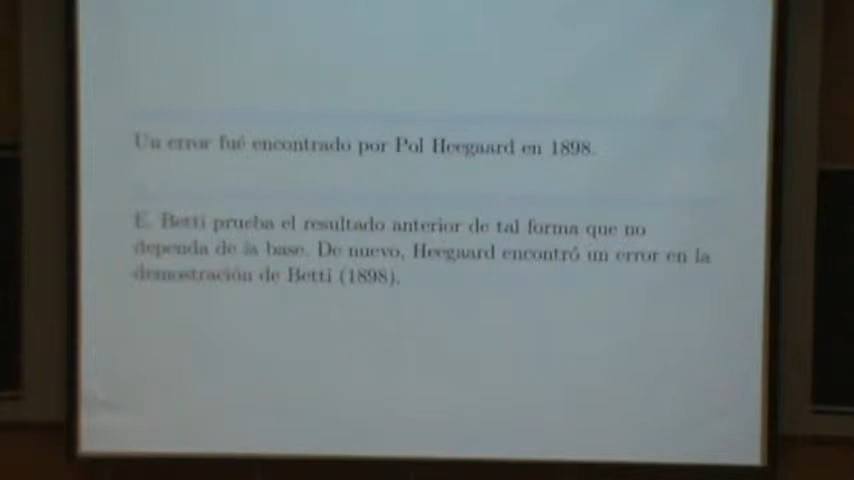 Un error fué encontrado por Pol Heegaard en 1898.
E. Betti prueba el resultado anterior de tal forma que no
dependa de la base. De nuevo, Heegaard encontró un error en la
demostración de Betti (1898).